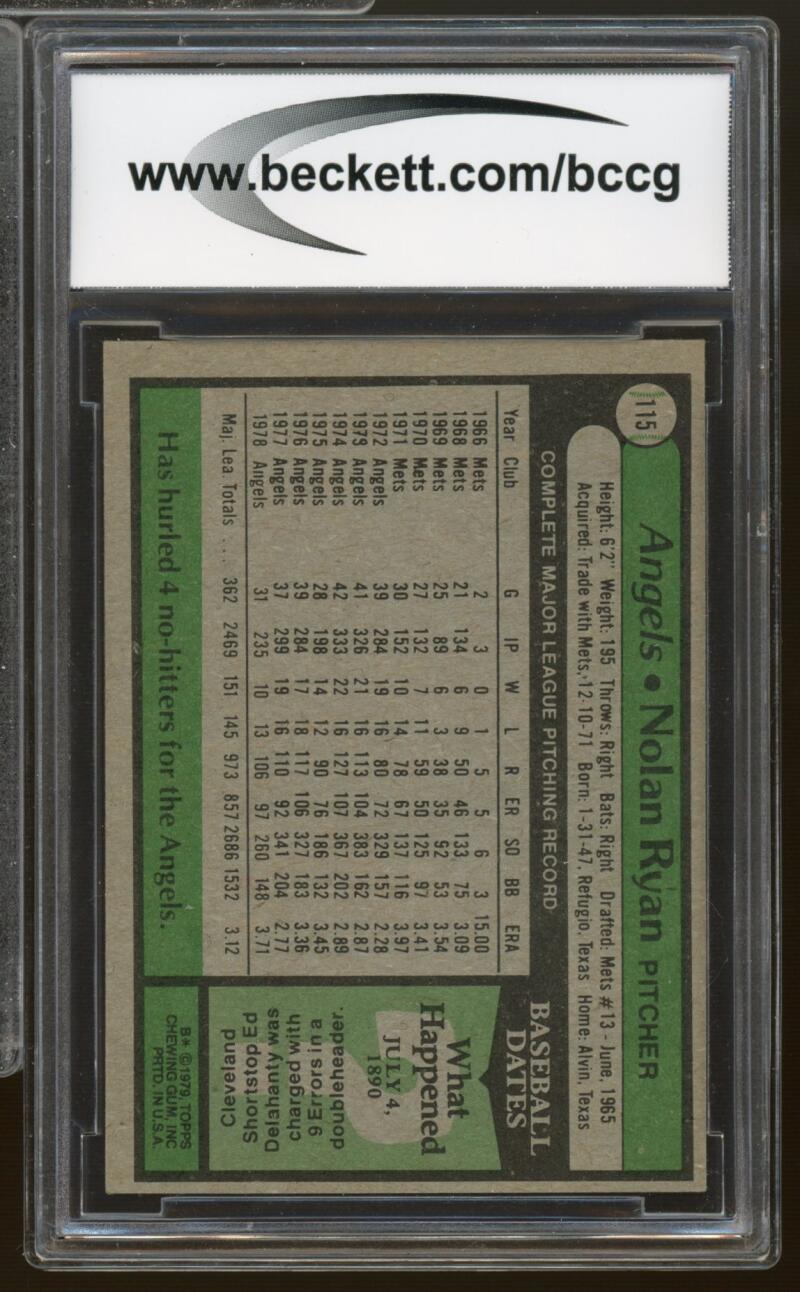 www.beckett.com/bccg
115
Angels • Nolan Ryan PITCHER
Height: 6'2" Weight: 195 Throws: Right Bats: Right Drafted: Mets #13 - June, 1965
Acquired: Trade with Mets, 12-10-71 Born: 1-31-47, Refugio, Texas Home: Alvin, Texas
COMPLETE MAJOR LEAGUE PITCHING RECORD
Year Club G IP W L R ER SO BB ERA
1966 Mets 2 3 0 1 5 5 6 3 15.00
1968 Mets 21 134 6 9 50 46 133 75 3.09
1969 Mets 25 89 6 3 38 35 92 53 3.54
1970 Mets 27 132 7 11 59 50 125 97 3.41
1971 Mets 30 152 10 14 78 67 137 116 3.97
1972 Angels 39 284 19 16 80 72 329 157 2.28
1973 Angels 41 326 21 16 113 104 383 162 2.87
1974 Angels 42 333 22 16 127 107 367 202 2.89
1975 Angels 28 198 14 12 90 76 186 132 3.45
1976 Angels 39 284 17 18 117 106 327 183 3.36
1977 Angels 37 299 19 16 110 92 341 204 2.77
1978 Angels 31 235 10 13 106 97 260 148 3.71
Maj. Lea. Totals . . . 362 2469 151 145 973 857 2686 1532 3.12
Has hurled 4 no-hitters for the Angels.
BASEBALL
DATES
What
Happened
JULY 4,
1890
?
Cleveland
Shortstop Ed
Delahanty was
charged with
9 Errors in a
doubleheader.
B* ©1979, TOPPS
CHEWING GUM, INC
PRTD. IN U.S.A.